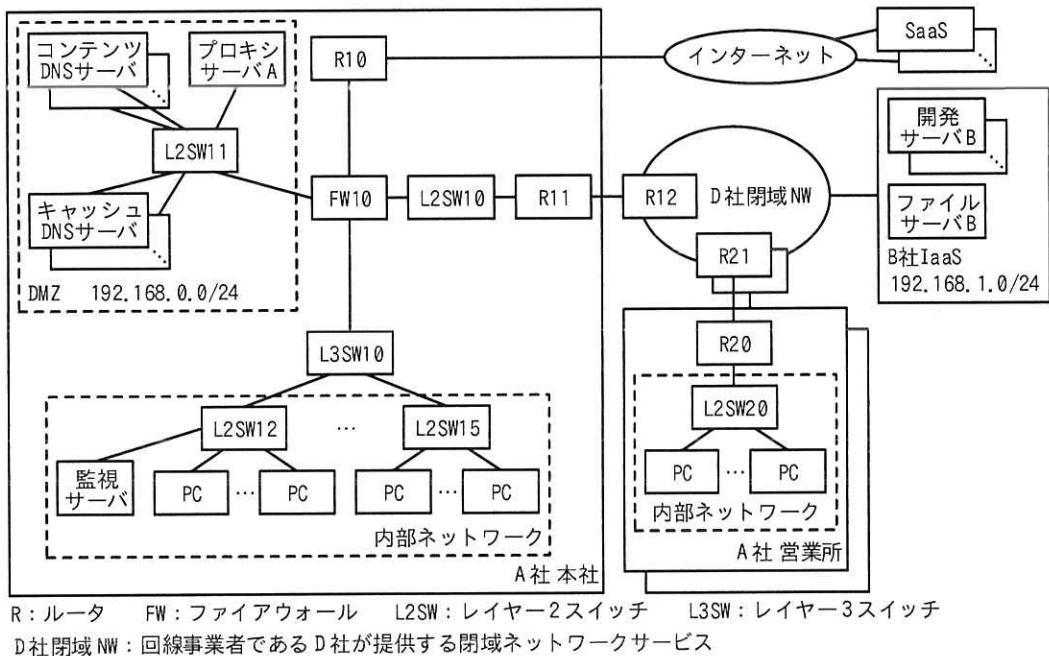 コンテンツ
DNSサーバ
プロキシ
サーバA
R10
インターネット
SaaS
L2SW11
開発
サーバB
FW10
L2SW10
R11
R12
D社閉域NW
ファイル
サーバB
キャッシュ
DNSサーバ
R21
B社IaaS
192.168.1.0/24
DMZ 192.168.0.0/24
L3SW10
R20
L2SW12
…
L2SW15
L2SW20
監視
サーバ
PC
…
PC
PC
…
PC
PC
…
PC
内部ネットワーク
内部ネットワーク
A社 本社
A社 営業所
R：ルータ FW：ファイアウォール L2SW：レイヤー2スイッチ L3SW：レイヤー3スイッチ
D社閉域NW：回線事業者であるD社が提供する閉域ネットワークサービス